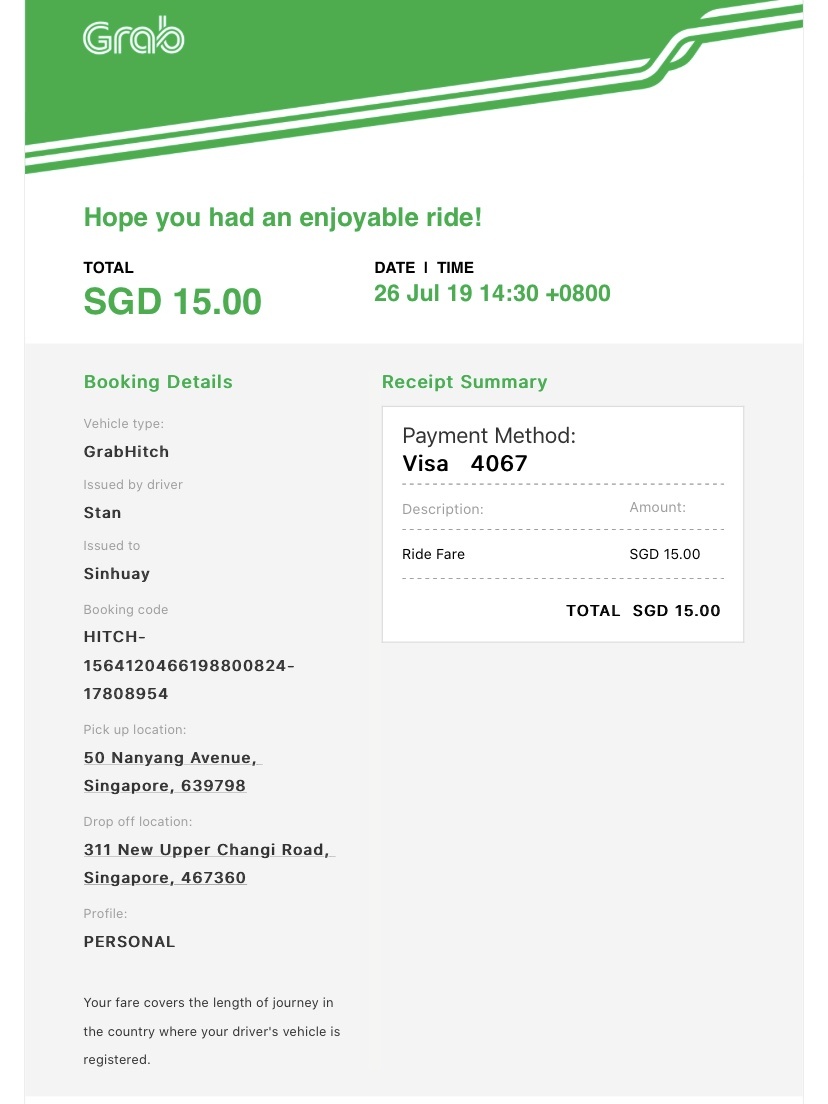 Grab
Hope you had an enjoyable ride!
TOTAL
SGD 15.00
DATE | TIME
26 Jul 19 14:30 +0800
Booking Details
Vehicle type:
GrabHitch
Issued by driver
Stan
Issued to
Sinhuay
Booking code
HITCH-
1564120466198800824-
17808954
Pick up location:
50 Nanyang Avenue,
Singapore, 639798
Drop off location:
311 New Upper Changi Road,
Singapore, 467360
Profile:
PERSONAL
Your fare covers the length of journey in
the country where your driver's vehicle is
registered.
Receipt Summary
Payment Method:
Visa 4067
Description: Amount:
Ride Fare SGD 15.00
TOTAL SGD 15.00